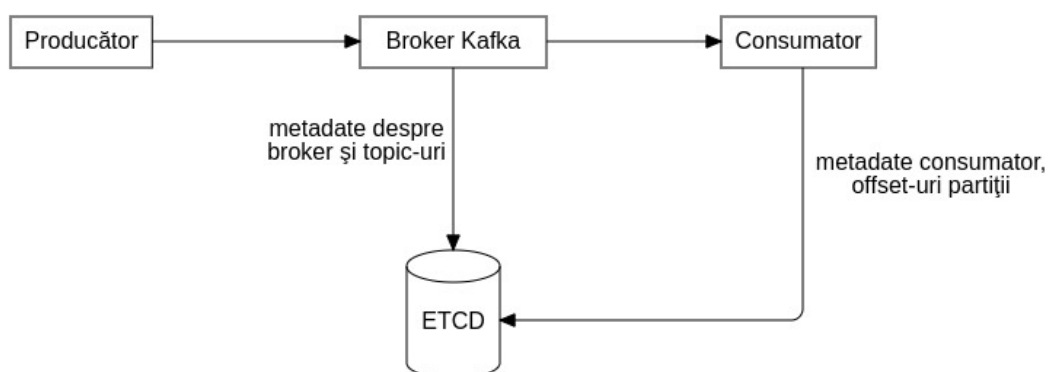 Producător
Broker Kafka
Consumator
metadate despre
broker şi topic-uri
metadate consumator,
offset-uri partiţii
ETCD